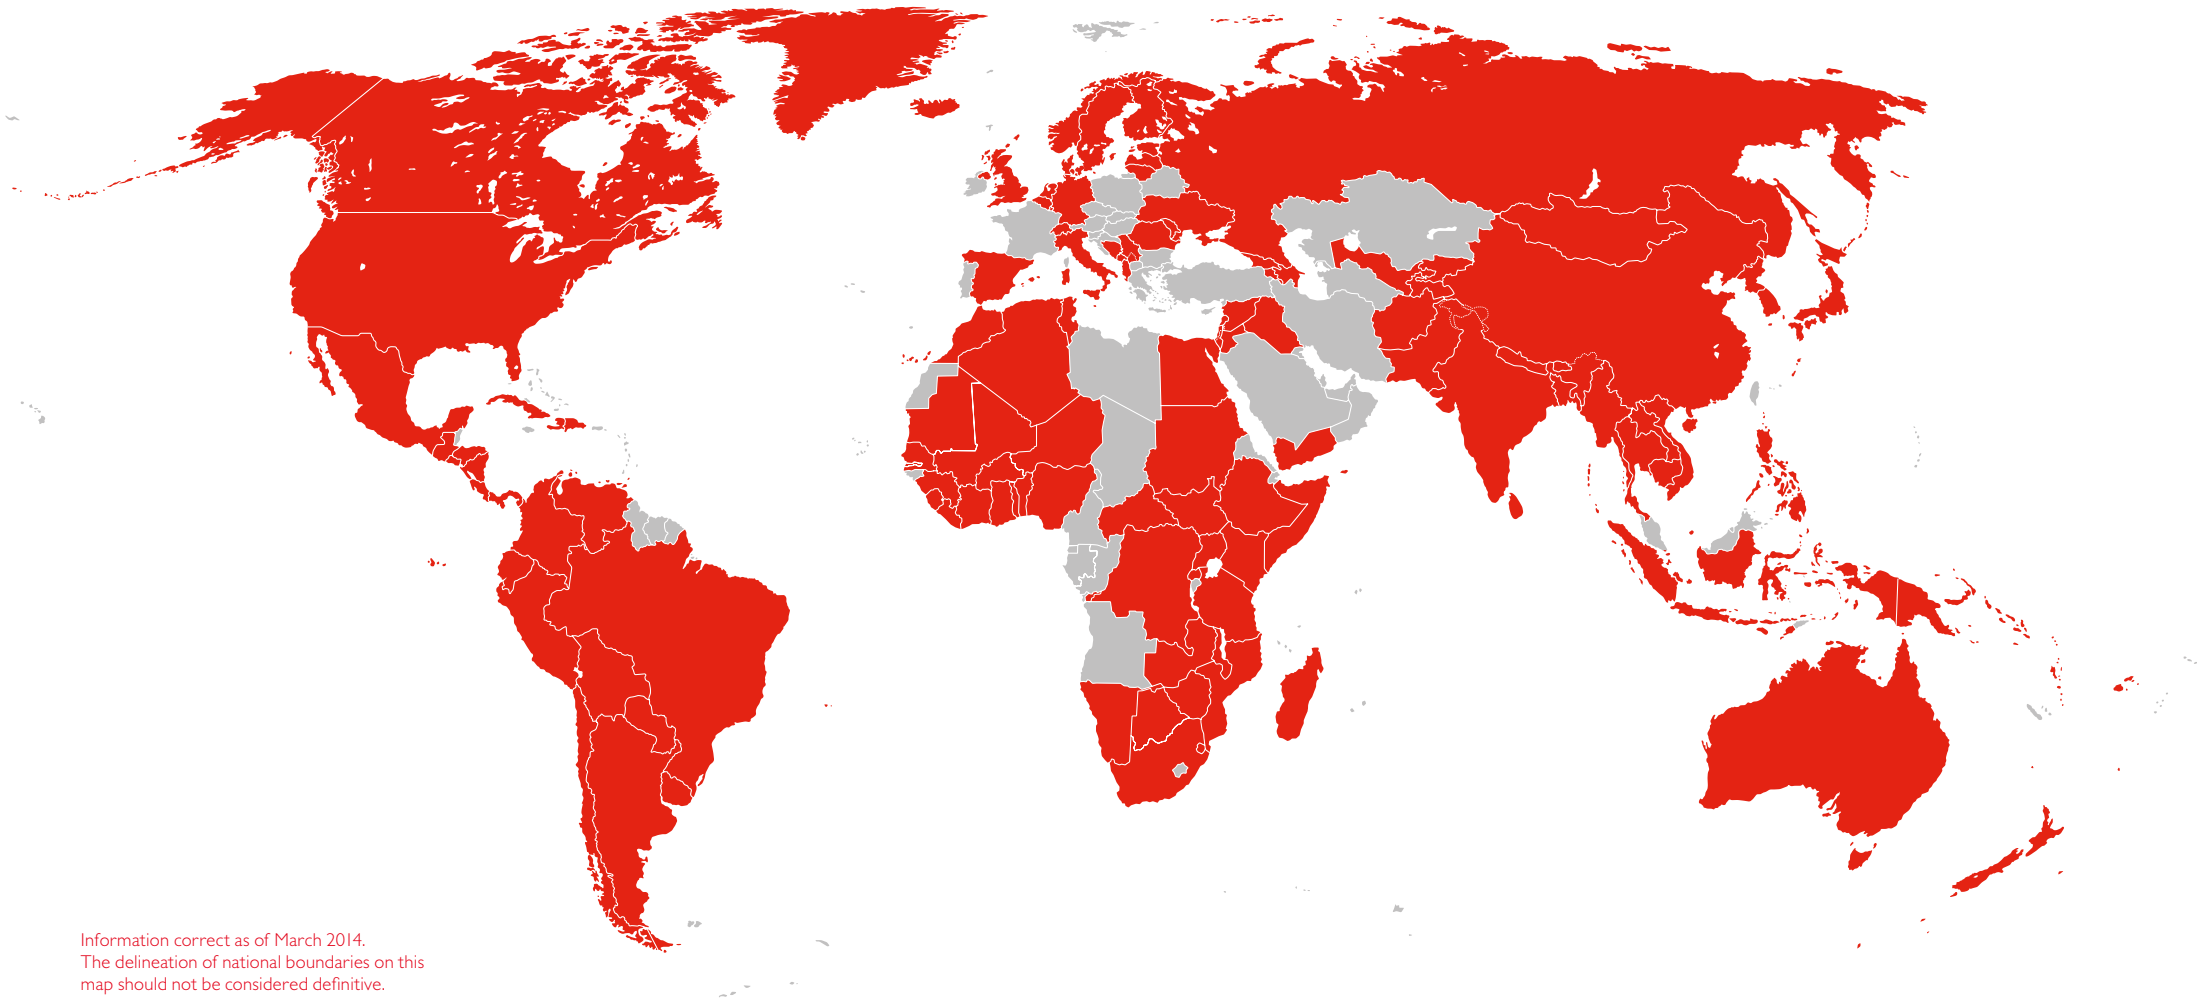 Information correct as of March 2014.
The delineation of national boundaries on this
map should not be considered definitive.